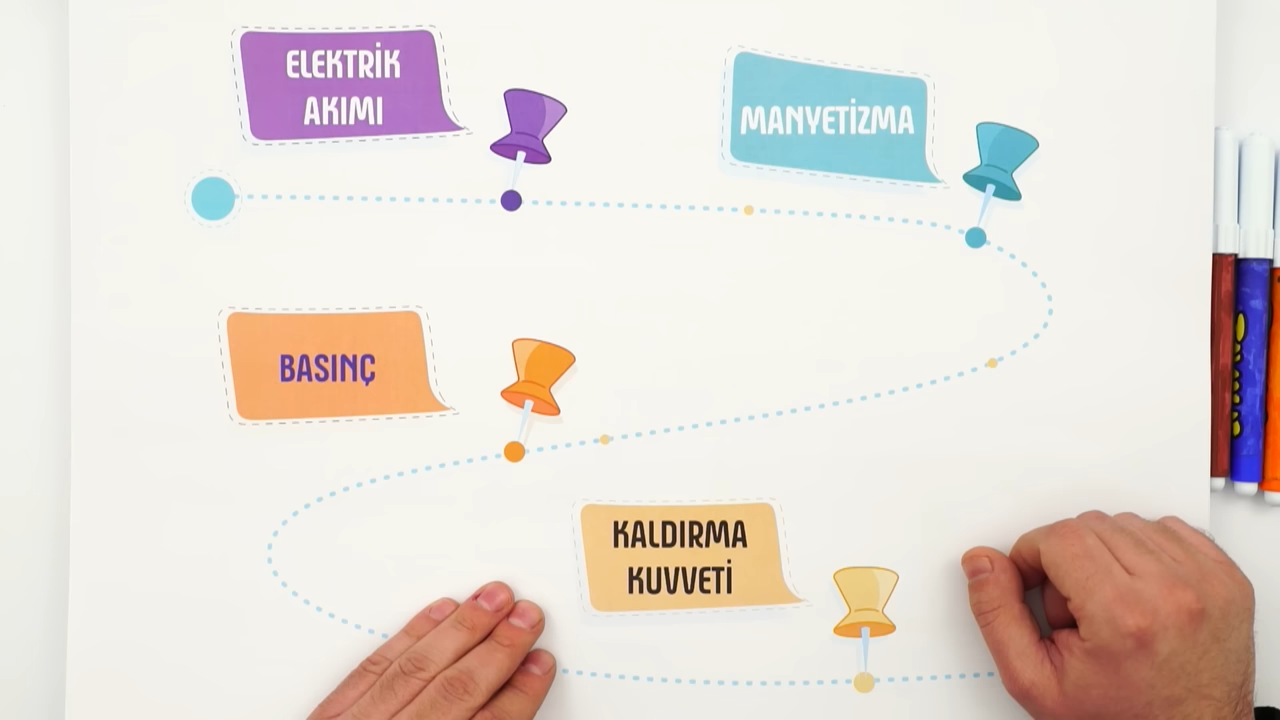 ELEKTRİK
AKIMI
MANYETİZMA
BASINÇ
KALDIRMA
KUVVETİ